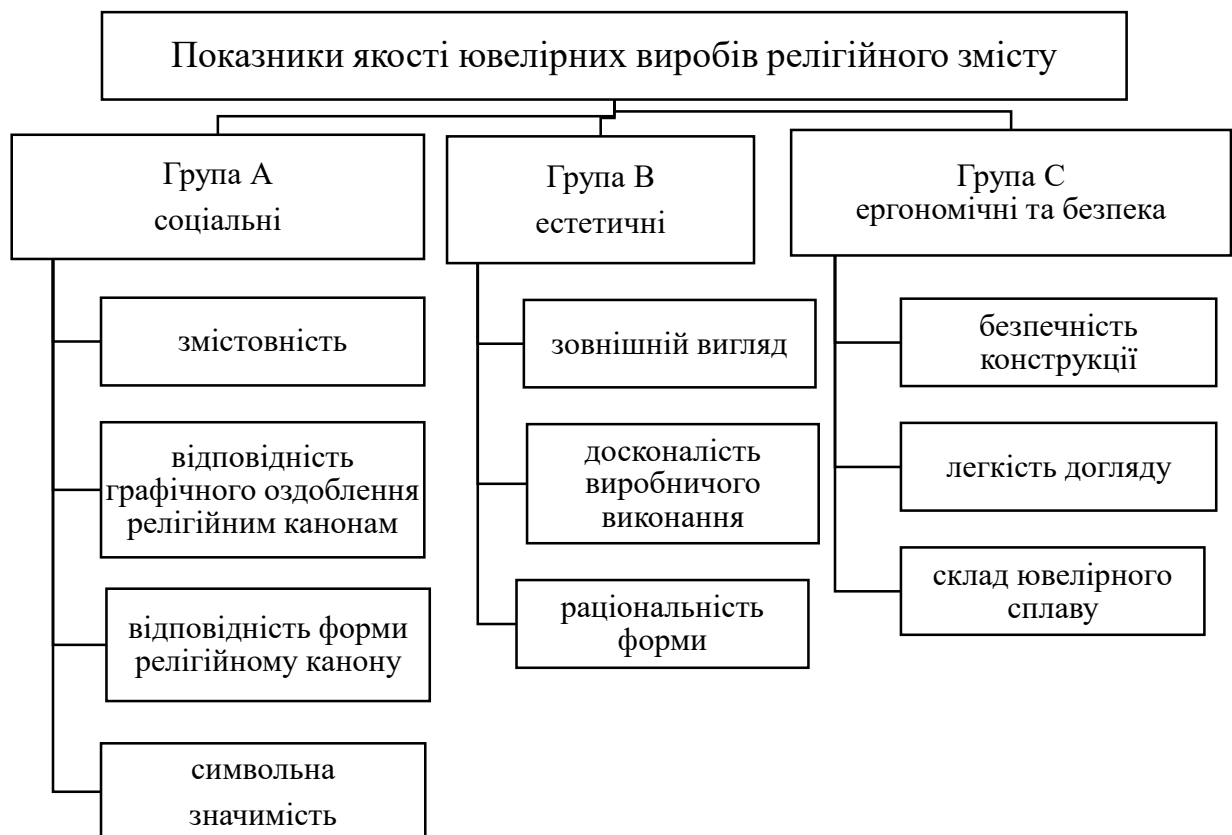 Показники якості ювелірних виробів релігійного змісту
Група А
соціальні
змістовність
відповідність
графічного оздоблення
релігійним канонам
відповідність форми
релігійному канону
символьна
значимість
Група В
естетичні
зовнішній вигляд
досконалість
виробничого
виконання
раціональність
форми
Група С
ергономічні та безпека
безпечність
конструкції
легкість догляду
склад ювелірного
сплаву